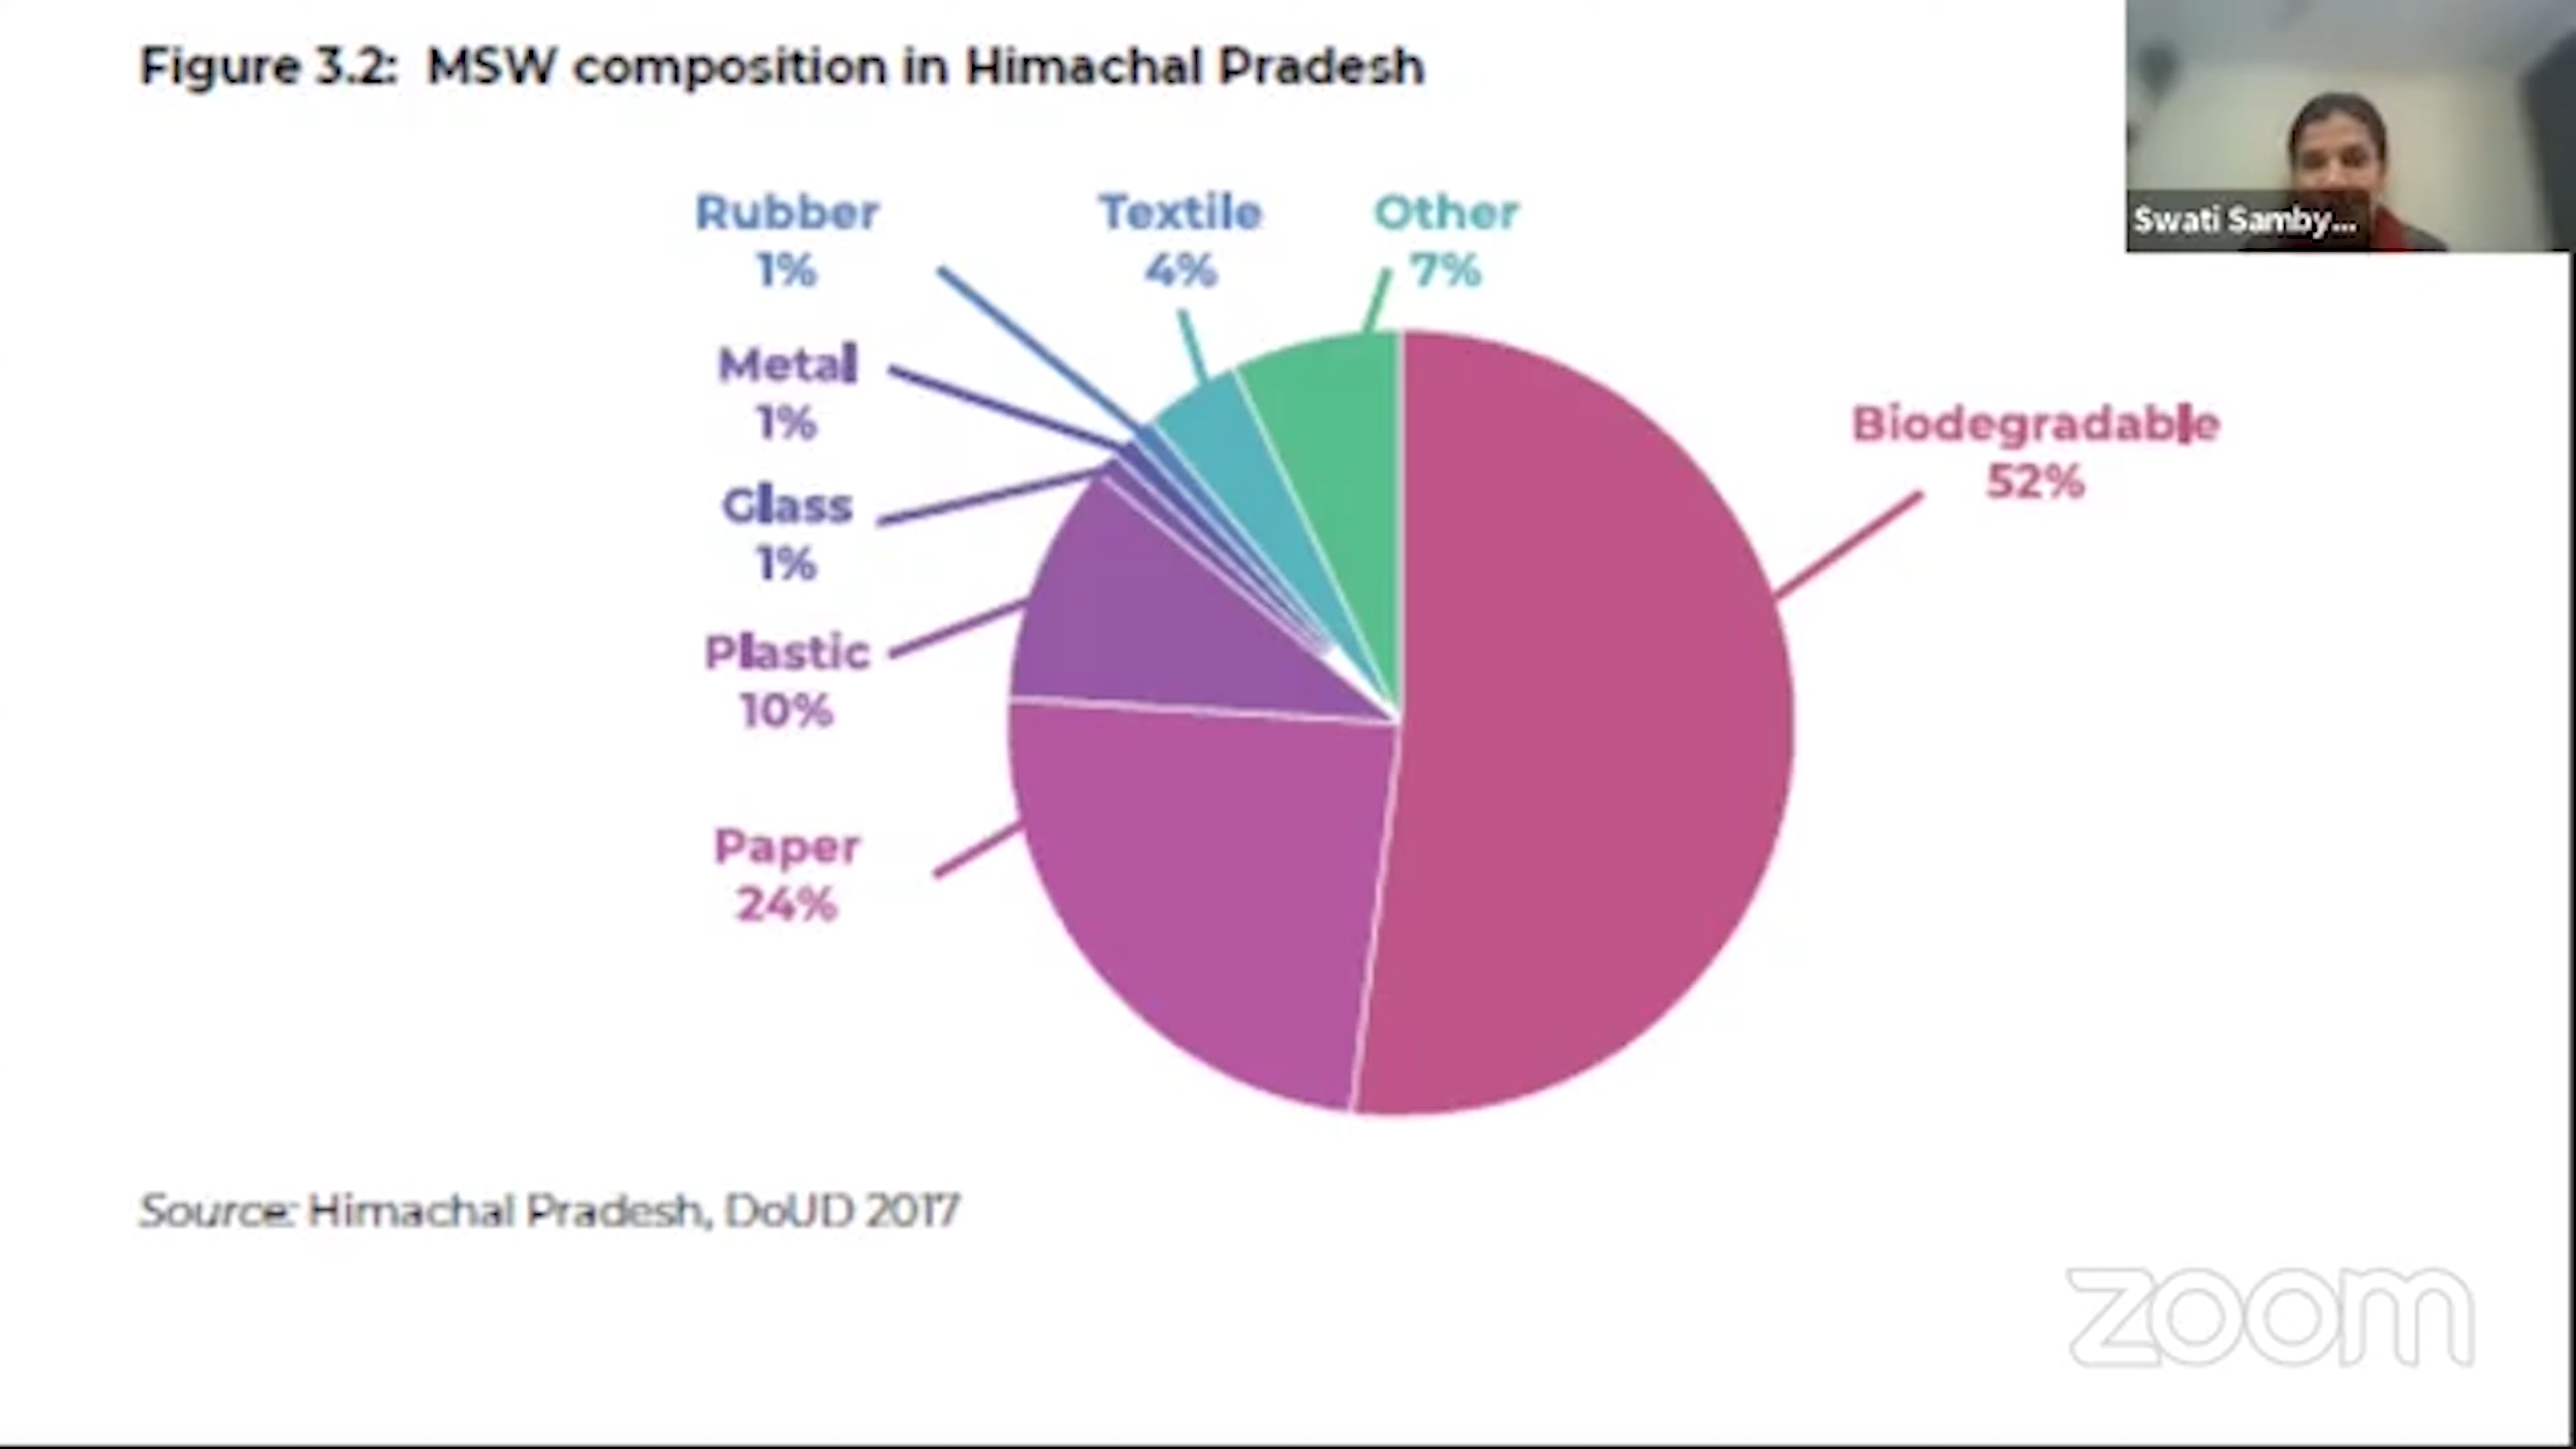 Figure 3.2: MSW composition in Himachal Pradesh
Swati Samby...
Rubber
1%
Textile
4%
Other
7%
Metal
1%
Biodegradable
52%
Glass
1%
Plastic
10%
Paper
24%
Source: Himachal Pradesh, DoUD 2017
zoom